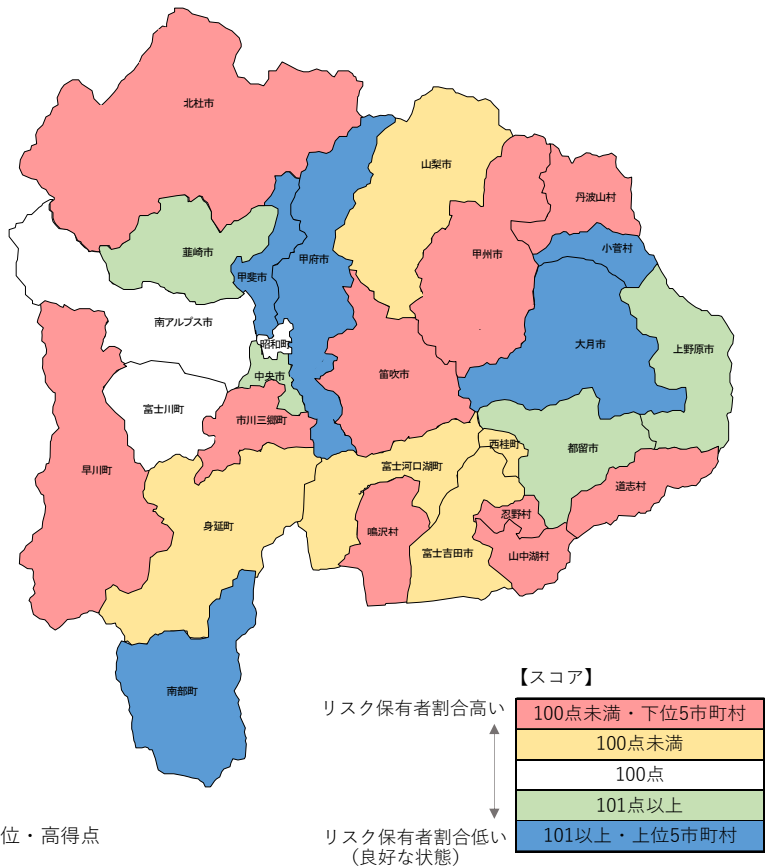 北杜市
山梨市
丹波山村
韮崎市
甲斐市
甲府市
甲州市
小菅村
南アルプス市
昭和町
大月市
上野原市
中央市
笛吹市
富士川町
市川三郷町
西桂町
都留市
早川町
富士河口湖町
道志村
身延町
鳴沢村
忍野村
富士吉田市
山中湖村
南部町
【スコア】
リスク保有者割合高い
100点未満・下位5市町村
100点未満
100点
101点以上
101以上・上位5市町村
リスク保有者割合低い
（良好な状態）
位・高得点